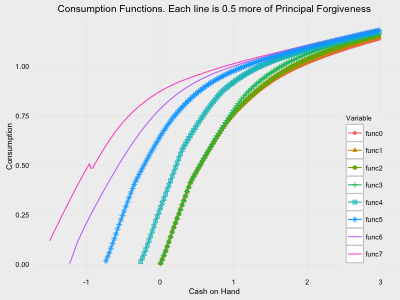 Consumption Functions. Each line is 0.5 more of Principal Forgiveness
1.00
0.75
0.50
0.25
0.00
Consumption
-1
0
1
2
3
Cash on Hand
Variable
func0
func1
func2
func3
func4
func5
func6
func7